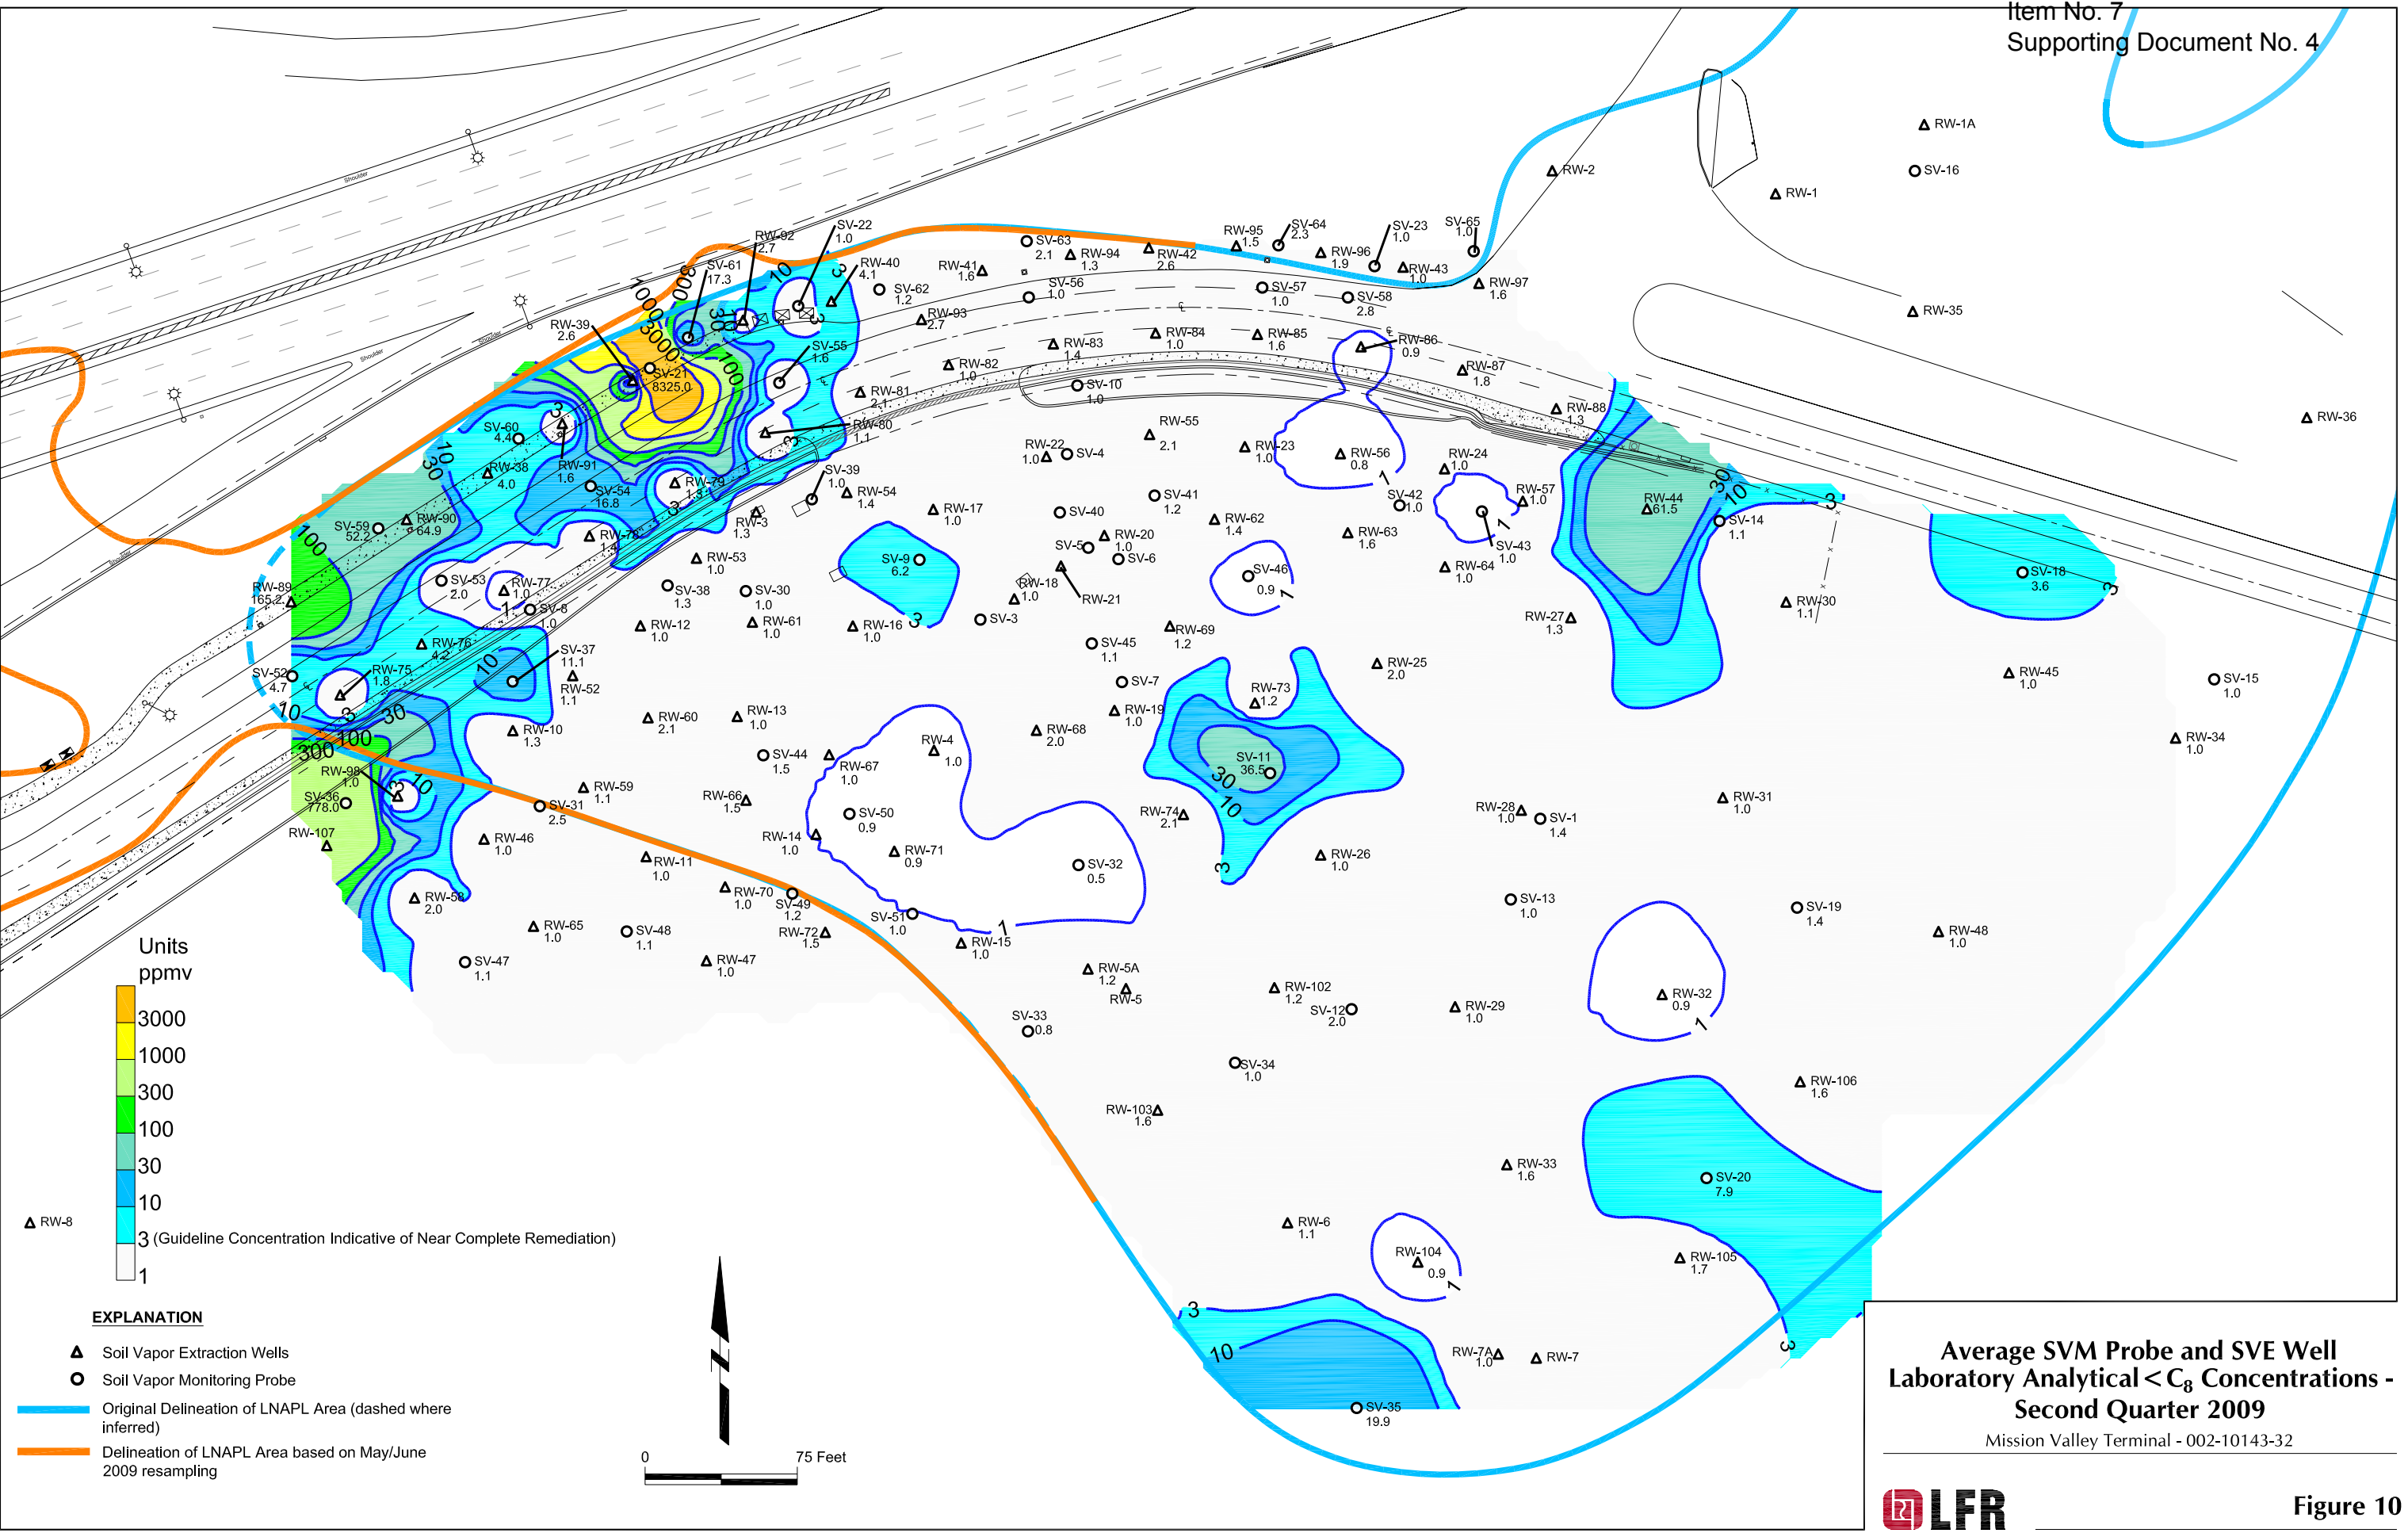 Item No. 7
Supporting Document No. 4
RW-1A
SV-16
RW-1
RW-2
RW-35
RW-36
Shoulder
Shoulder
Shoulder
Shoulder
SV-22
1.0
RW-92
2.7
SV-61
17.3
RW-40
4.1
SV-62
1.2
RW-41
1.6
SV-63
2.1
RW-94
1.3
RW-42
2.6
RW-95
1.5
SV-64
2.3
RW-96
1.9
SV-23
1.0
RW-43
1.0
SV-65
1.0
RW-97
1.6
SV-56
1.0
SV-57
1.0
SV-58
2.8
RW-93
2.7
RW-39
2.6
SV-21
8325.0
SV-55
1.6
RW-82
1.0
RW-83
1.4
RW-84
1.0
RW-85
1.6
RW-86
0.9
RW-87
1.8
RW-88
1.3
RW-81
2.1
SV-10
1.0
RW-80
1.1
SV-60
4.4
RW-91
1.6
RW-38
4.0
SV-54
16.8
RW-79
1.3
SV-39
1.0
RW-54
1.4
RW-3
1.3
RW-17
1.0
RW-22
1.0
SV-4
RW-55
2.1
RW-23
1.0
RW-56
0.8
RW-24
1.0
RW-57
1.0
SV-42
1.0
SV-43
1.0
RW-44
61.5
SV-14
1.1
SV-41
1.2
SV-40
RW-62
1.4
RW-63
1.6
RW-64
1.0
SV-59
52.2
RW-90
64.9
RW-78
1.4
RW-53
1.0
SV-9
6.2
SV-5
RW-20
1.0
SV-6
RW-18
1.0
RW-21
SV-46
0.9
SV-18
3.6
RW-89
165.2
SV-53
2.0
RW-77
1.0
SV-8
1.0
SV-38
1.3
SV-30
1.0
RW-12
1.0
RW-61
1.0
RW-16
1.0
SV-3
SV-45
1.1
RW-69
1.2
RW-27
1.3
RW-30
1.1
RW-76
4.2
SV-52
4.7
RW-75
1.8
SV-37
11.1
RW-52
1.1
SV-7
RW-25
2.0
RW-45
1.0
SV-15
1.0
RW-10
1.3
RW-60
2.1
RW-13
1.0
RW-68
2.0
RW-19
1.0
RW-73
1.2
RW-34
1.0
SV-44
1.5
RW-67
1.0
RW-4
1.0
SV-11
36.5
RW-98
1.0
SV-36
778.0
RW-107
SV-31
2.5
RW-59
1.1
RW-66
1.5
SV-50
0.9
RW-14
1.0
RW-71
0.9
SV-32
0.5
RW-74
2.1
RW-26
1.0
RW-28
1.0
SV-1
1.4
RW-31
1.0
RW-46
1.0
RW-11
1.0
RW-58
2.0
RW-70
1.0
SV-49
1.2
SV-51
1.0
RW-72
1.5
RW-15
1.0
SV-13
1.0
SV-19
1.4
RW-48
1.0
RW-65
1.0
SV-48
1.1
SV-47
1.1
RW-47
1.0
RW-5A
1.2
RW-5
SV-33
0.8
RW-102
1.2
SV-12
2.0
RW-29
1.0
RW-32
0.9
SV-34
1.0
RW-103
1.6
RW-106
1.6
RW-33
1.6
SV-20
7.9
RW-6
1.1
RW-104
0.9
RW-105
1.7
RW-7A
1.0
RW-7
SV-35
19.9
RW-8
Units
ppmv
3000
1000
300
100
30
10
3 (Guideline Concentration Indicative of Near Complete Remediation)
1
EXPLANATION
Soil Vapor Extraction Wells
Soil Vapor Monitoring Probe
Original Delineation of LNAPL Area (dashed where
inferred)
Delineation of LNAPL Area based on May/June
2009 resampling
N
0 75 Feet
Average SVM Probe and SVE Well
Laboratory Analytical <C8 Concentrations -
Second Quarter 2009
Mission Valley Terminal - 002-10143-32
LFR
Figure 10